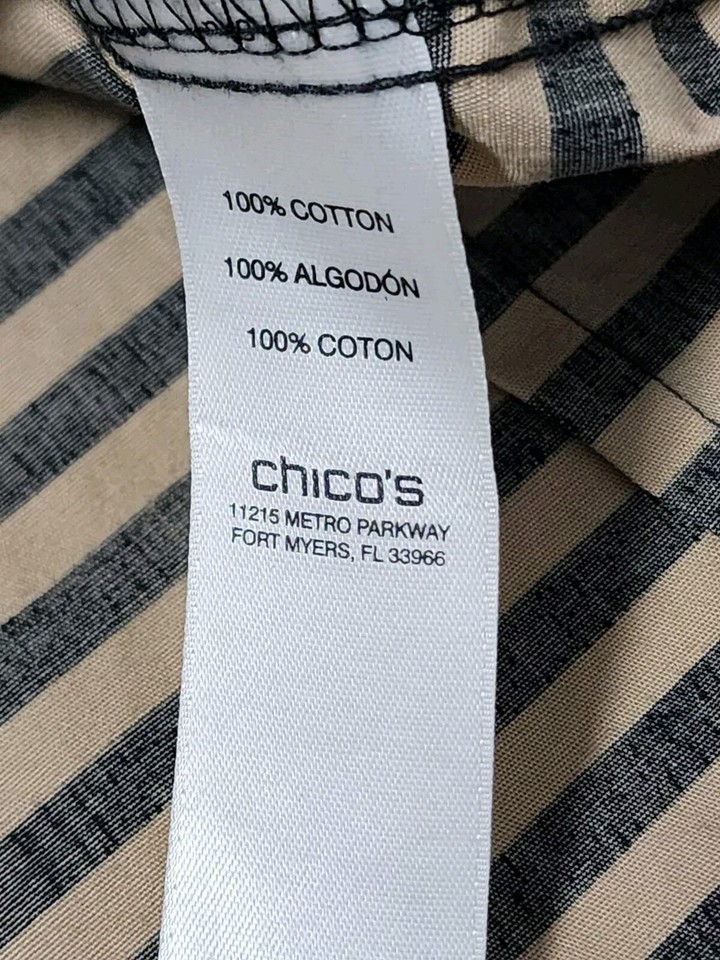 100% COTTON
100% ALGODÓN
100% COTON
chico's
11215 METRO PARKWAY
FORT MYERS, FL 33966